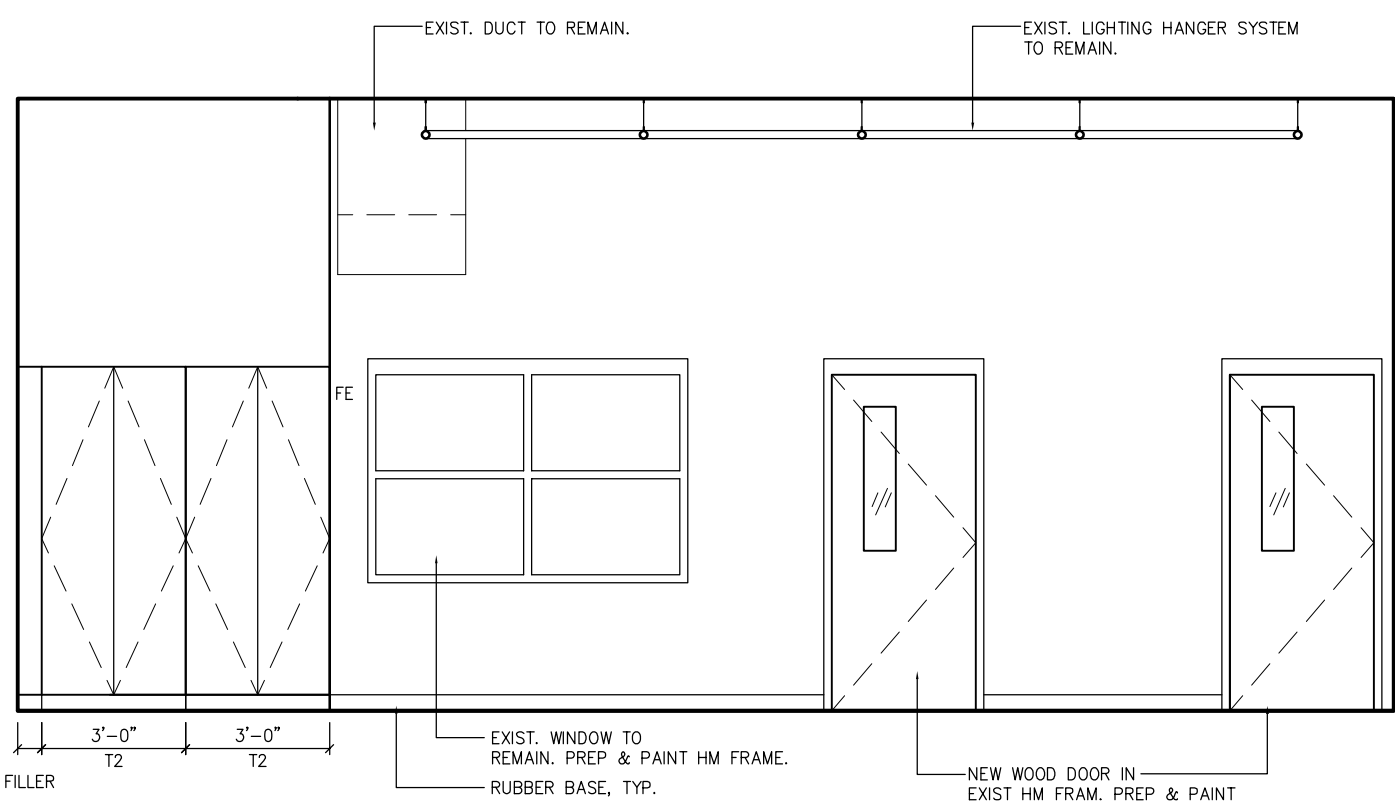 EXIST. DUCT TO REMAIN.
EXIST. LIGHTING HANGER SYSTEM
TO REMAIN.
FE
3'-0"
T2
3'-0"
T2
FILLER
EXIST. WINDOW TO
REMAIN. PREP & PAINT HM FRAME.
RUBBER BASE, TYP.
NEW WOOD DOOR IN
EXIST HM FRAM. PREP & PAINT